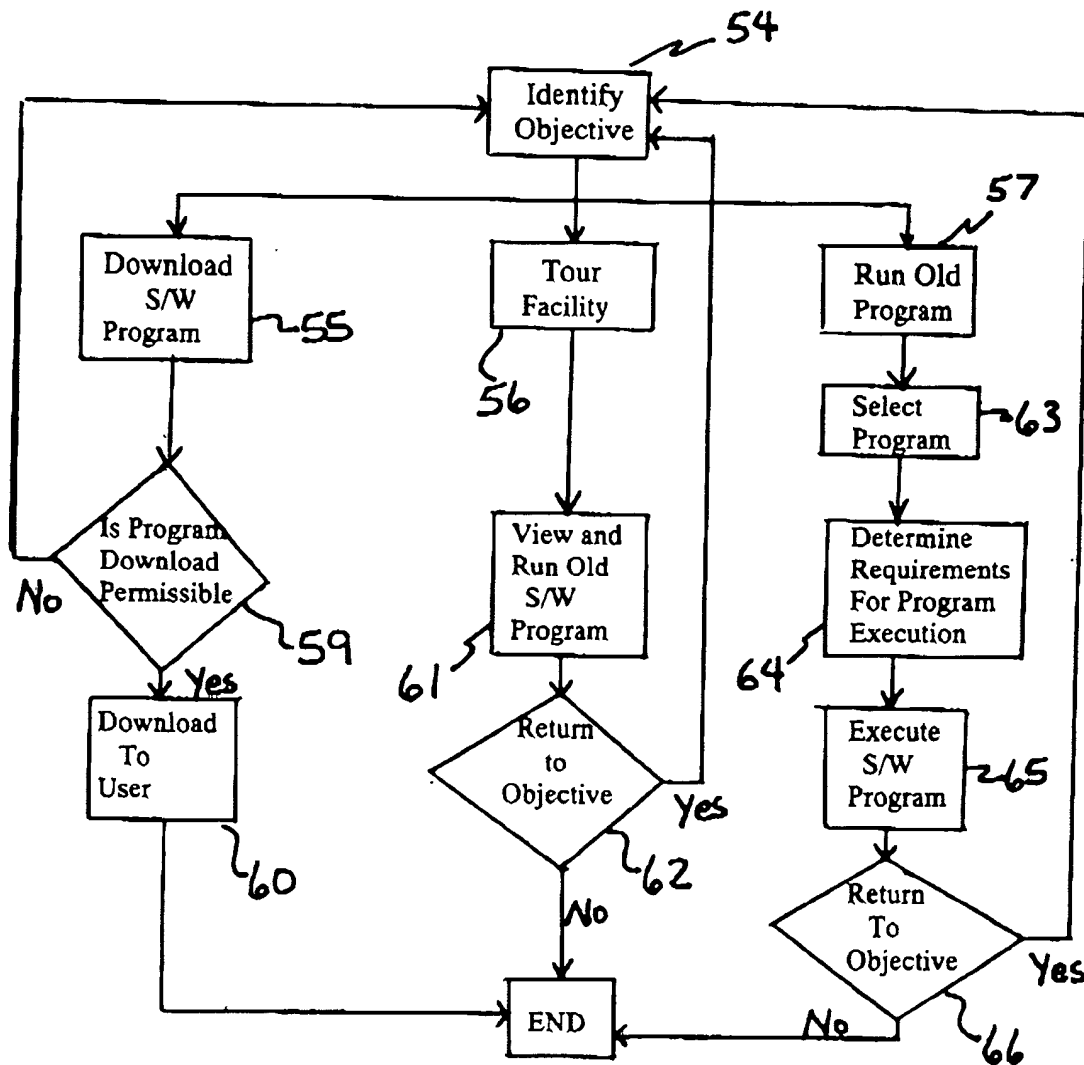 54
Identify
Objective
57
Download
S/W
Program
55
Tour
Facility
56
Run Old
Program
Select
Program
63
Is Program
Download
Permissible
No
59
Yes
View and
Run Old
S/W
Program
61
Determine
Requirements
For Program
Execution
64
Download
To
User
60
Return
to
Objective
Yes
62
No
Execute
S/W
Program
65
Return
To
Objective
Yes
66
No
END